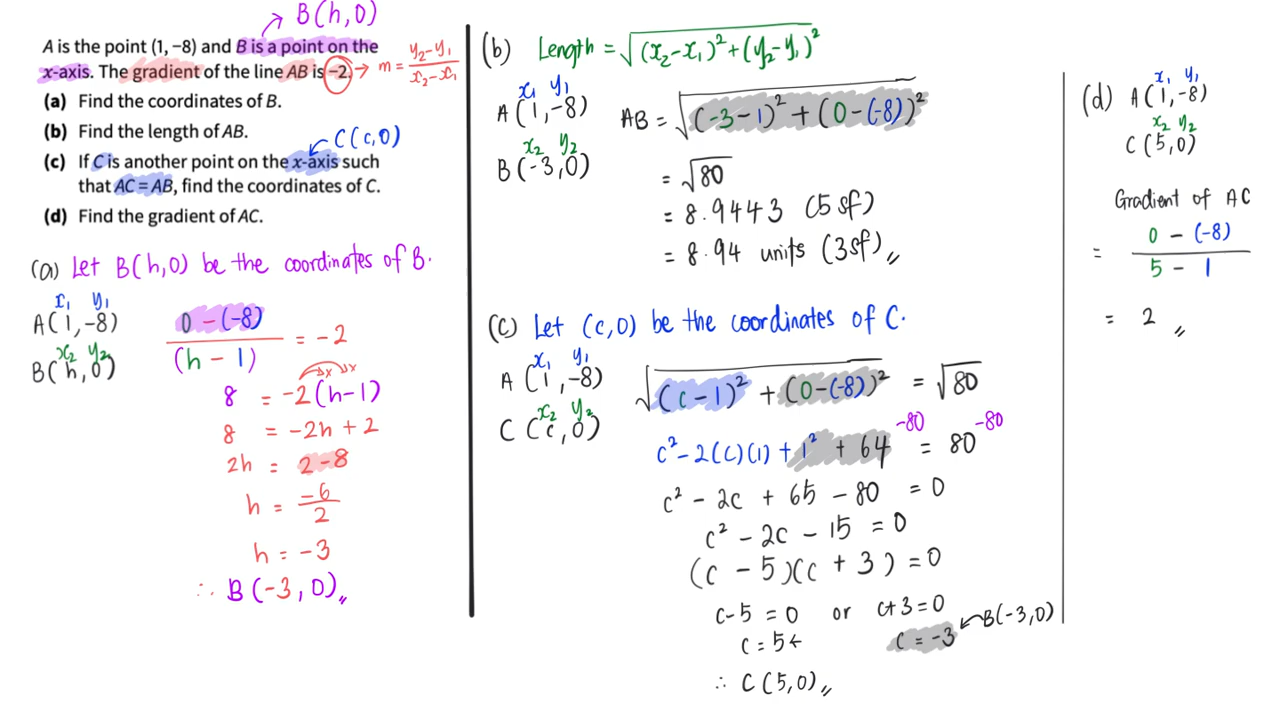 B(h,0)
A is the point (1, −8) and B is a point on the
x-axis. The gradient of the line AB is −2. → m = (y₂−y₁)/(x₂−x₁)
(a) Find the coordinates of B.
(b) Find the length of AB.
C(c,0)
(c) If C is another point on the x-axis such
that AC = AB, find the coordinates of C.
(d) Find the gradient of AC.
(a) Let B(h,0) be the coordinates of B.
x₁ y₁
A(1,−8)
x₂ y₂
B(h,0)
0 − (−8)
(h − 1)
= −2
8 = −2(h−1)
8 = −2h + 2
2h = 2−8
h = −6/2
h = −3
∴ B(−3,0)
(b) Length = √((x₂−x₁)² + (y₂−y₁)²)
x₁ y₁
A(1,−8)
x₂ y₂
B(−3,0)
AB = √((−3−1)² + (0−(−8))²)
= √80
= 8.9443 (5sf)
= 8.94 units (3sf)
(c) Let (c,0) be the coordinates of C.
x₁ y₁
A(1,−8)
x₂ y₂
C(c,0)
√((c−1)² + (0−(−8))²) = √80
−80 −80
c² − 2(c)(1) + 1² + 64 = 80
c² − 2c + 65 − 80 = 0
c² − 2c − 15 = 0
(c − 5)(c + 3) = 0
c−5 = 0 or c+3=0
c = 5 ← c = −3 ↙ B(−3,0)
∴ C(5,0)
(d) x₁ y₁
A(1,−8)
x₂ y₂
C(5,0)
Gradient of AC
= (0 − (−8))/(5 − 1)
= 2